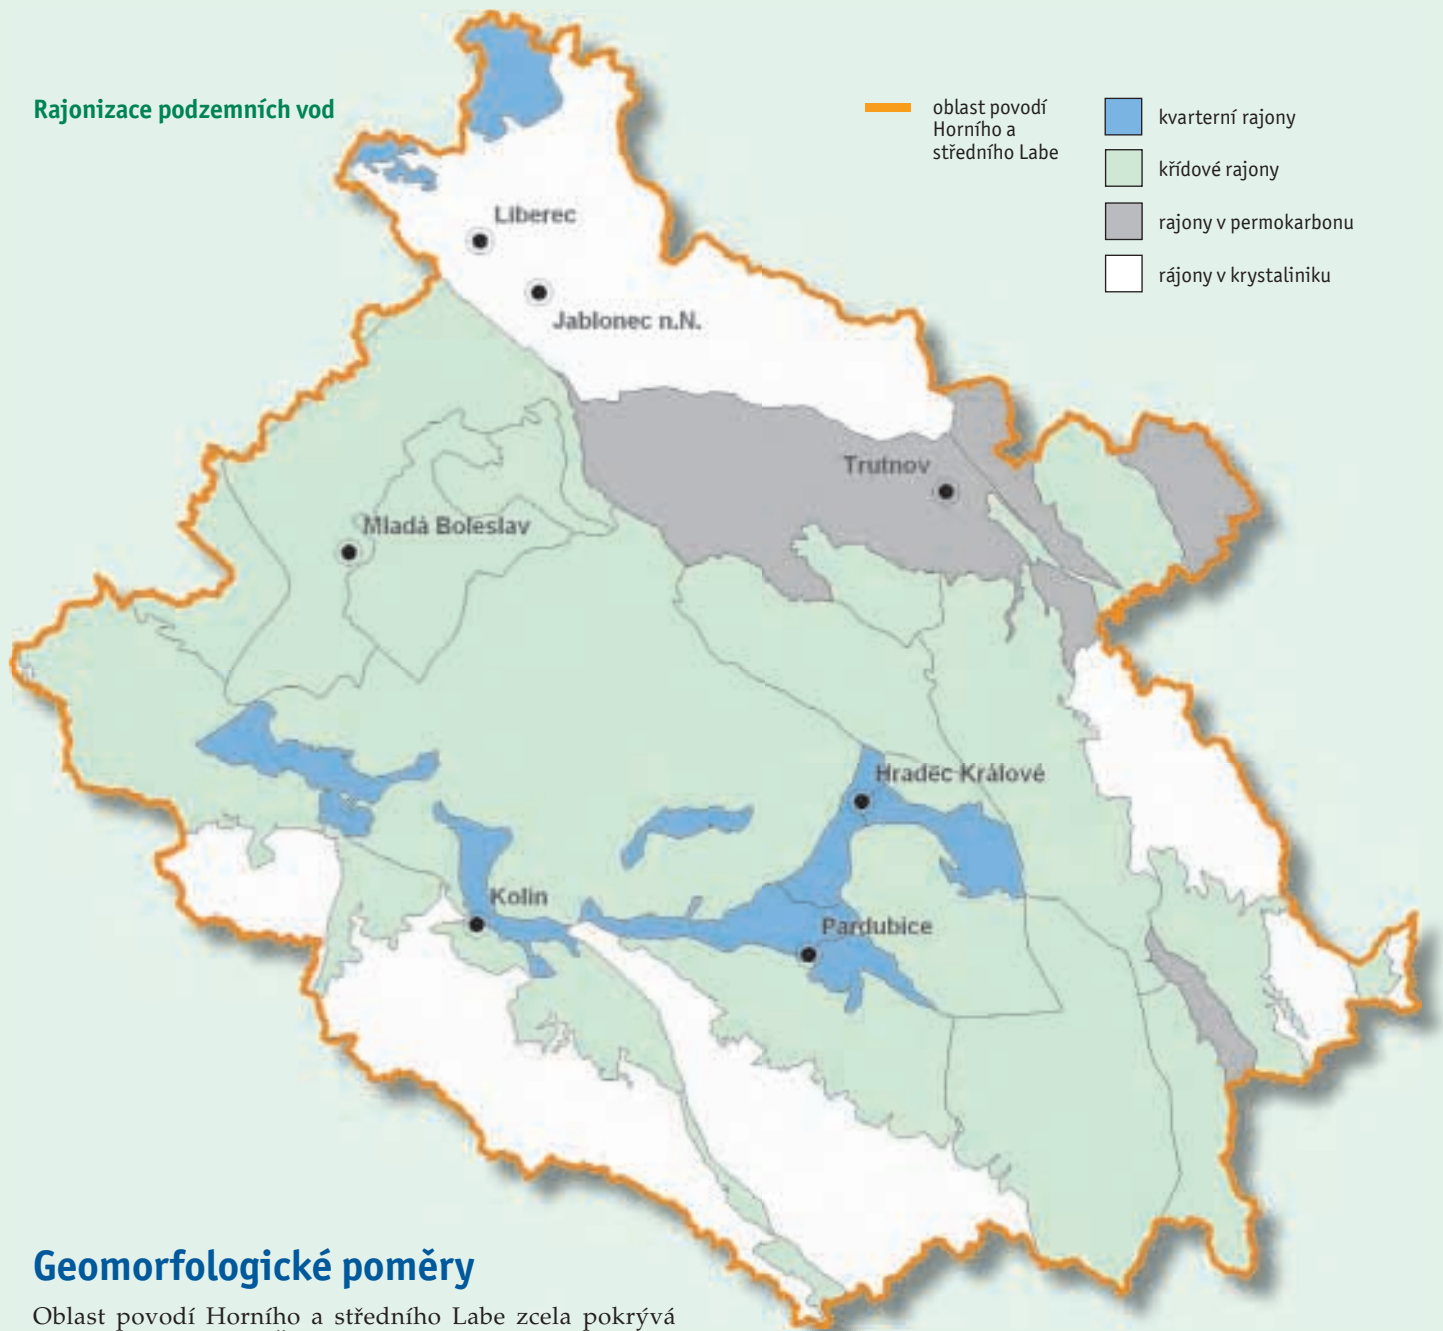 Rajonizace podzemních vod
oblast povodí
Horního a
středního Labe
kvarterní rajony
křídové rajony
rajony v permokarbonu
rájony v krystaliniku
Liberec
Jablonec n.N.
Trutnov
Mladá Boleslav
Hradec Králové
Kolín
Pardubice
Geomorfologické poměry
Oblast povodí Horního a středního Labe zcela pokrývá